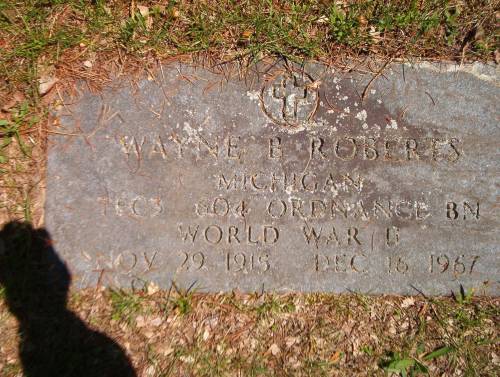 WAYNE B ROBERTS
MICHIGAN
TEC5 604 ORDNANCE BN
WORLD WAR II
NOV 29 1915 DEC 16 1967